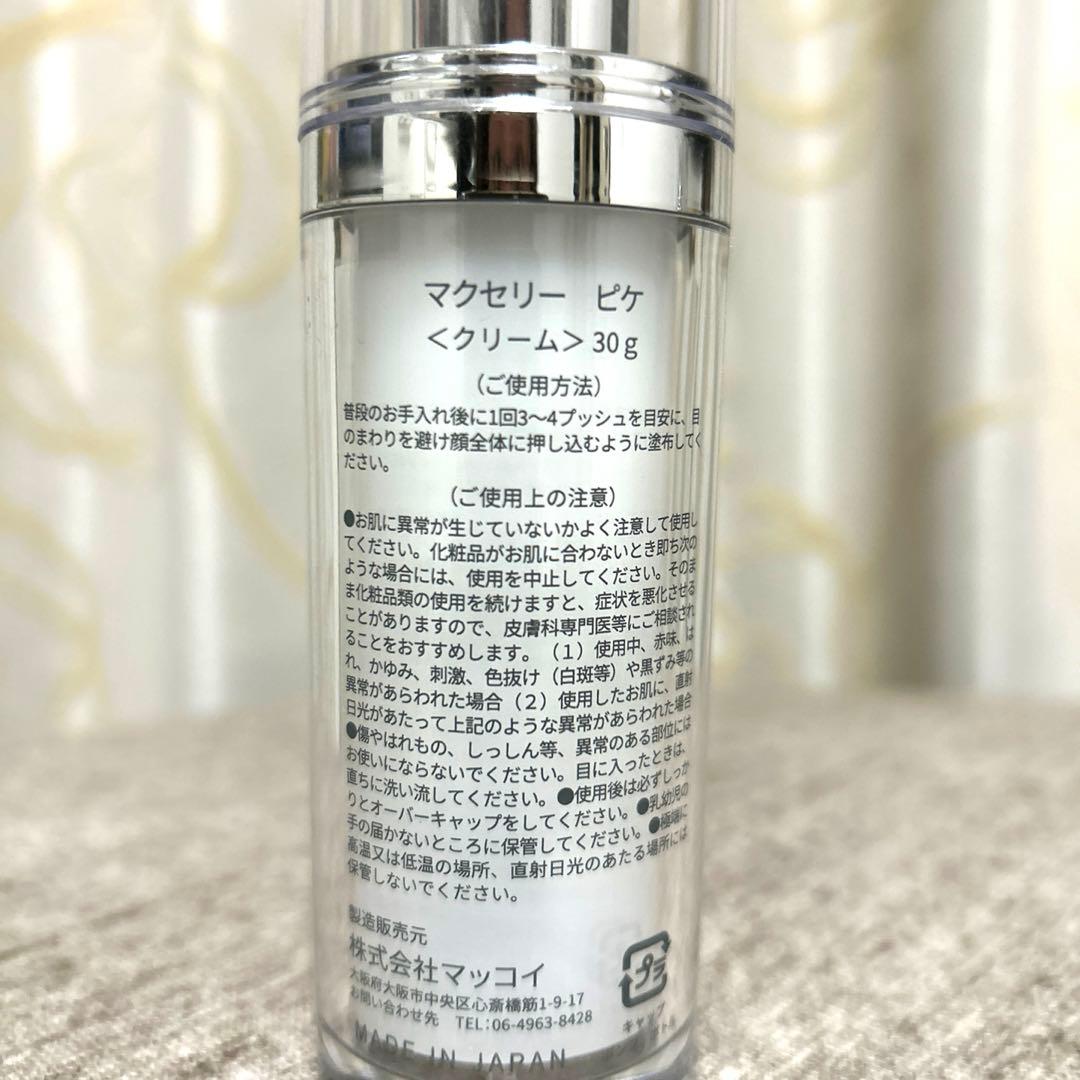 マクセリー　ピケ
＜クリーム＞30g
（ご使用方法）
普段のお手入れ後に1回3〜4プッシュを目安に、目
のまわりを避け顔全体に押し込むように塗布してく
ださい。
（ご使用上の注意）
●お肌に異常が生じていないかよく注意して使用し
てください。化粧品がお肌に合わないとき即ち次の
ような場合には、使用を中止してください。そのま
ま化粧品類の使用を続けますと、症状を悪化させる
ことがありますので、皮膚科専門医等にご相談され
ることをおすすめします。（1）使用中、赤味、は
れ、かゆみ、刺激、色抜け（白斑等）や黒ずみ等の
異常があらわれた場合（2）使用したお肌に、直射
日光があたって上記のような異常があらわれた場合
●傷やはれもの、しっしん等、異常のある部位には
お使いにならないでください。目に入ったときは、
直ちに洗い流してください。●使用後は必ずしっか
りとオーバーキャップをしてください。●乳幼児の
手の届かないところに保管してください。●極端に
高温又は低温の場所、直射日光のあたる場所には
保管しないでください。
製造販売元
株式会社マッコイ
大阪府大阪市中央区心斎橋筋1-9-17
お問い合わせ先　TEL：06-4963-8428
MADE IN JAPAN
プラ
キャップ